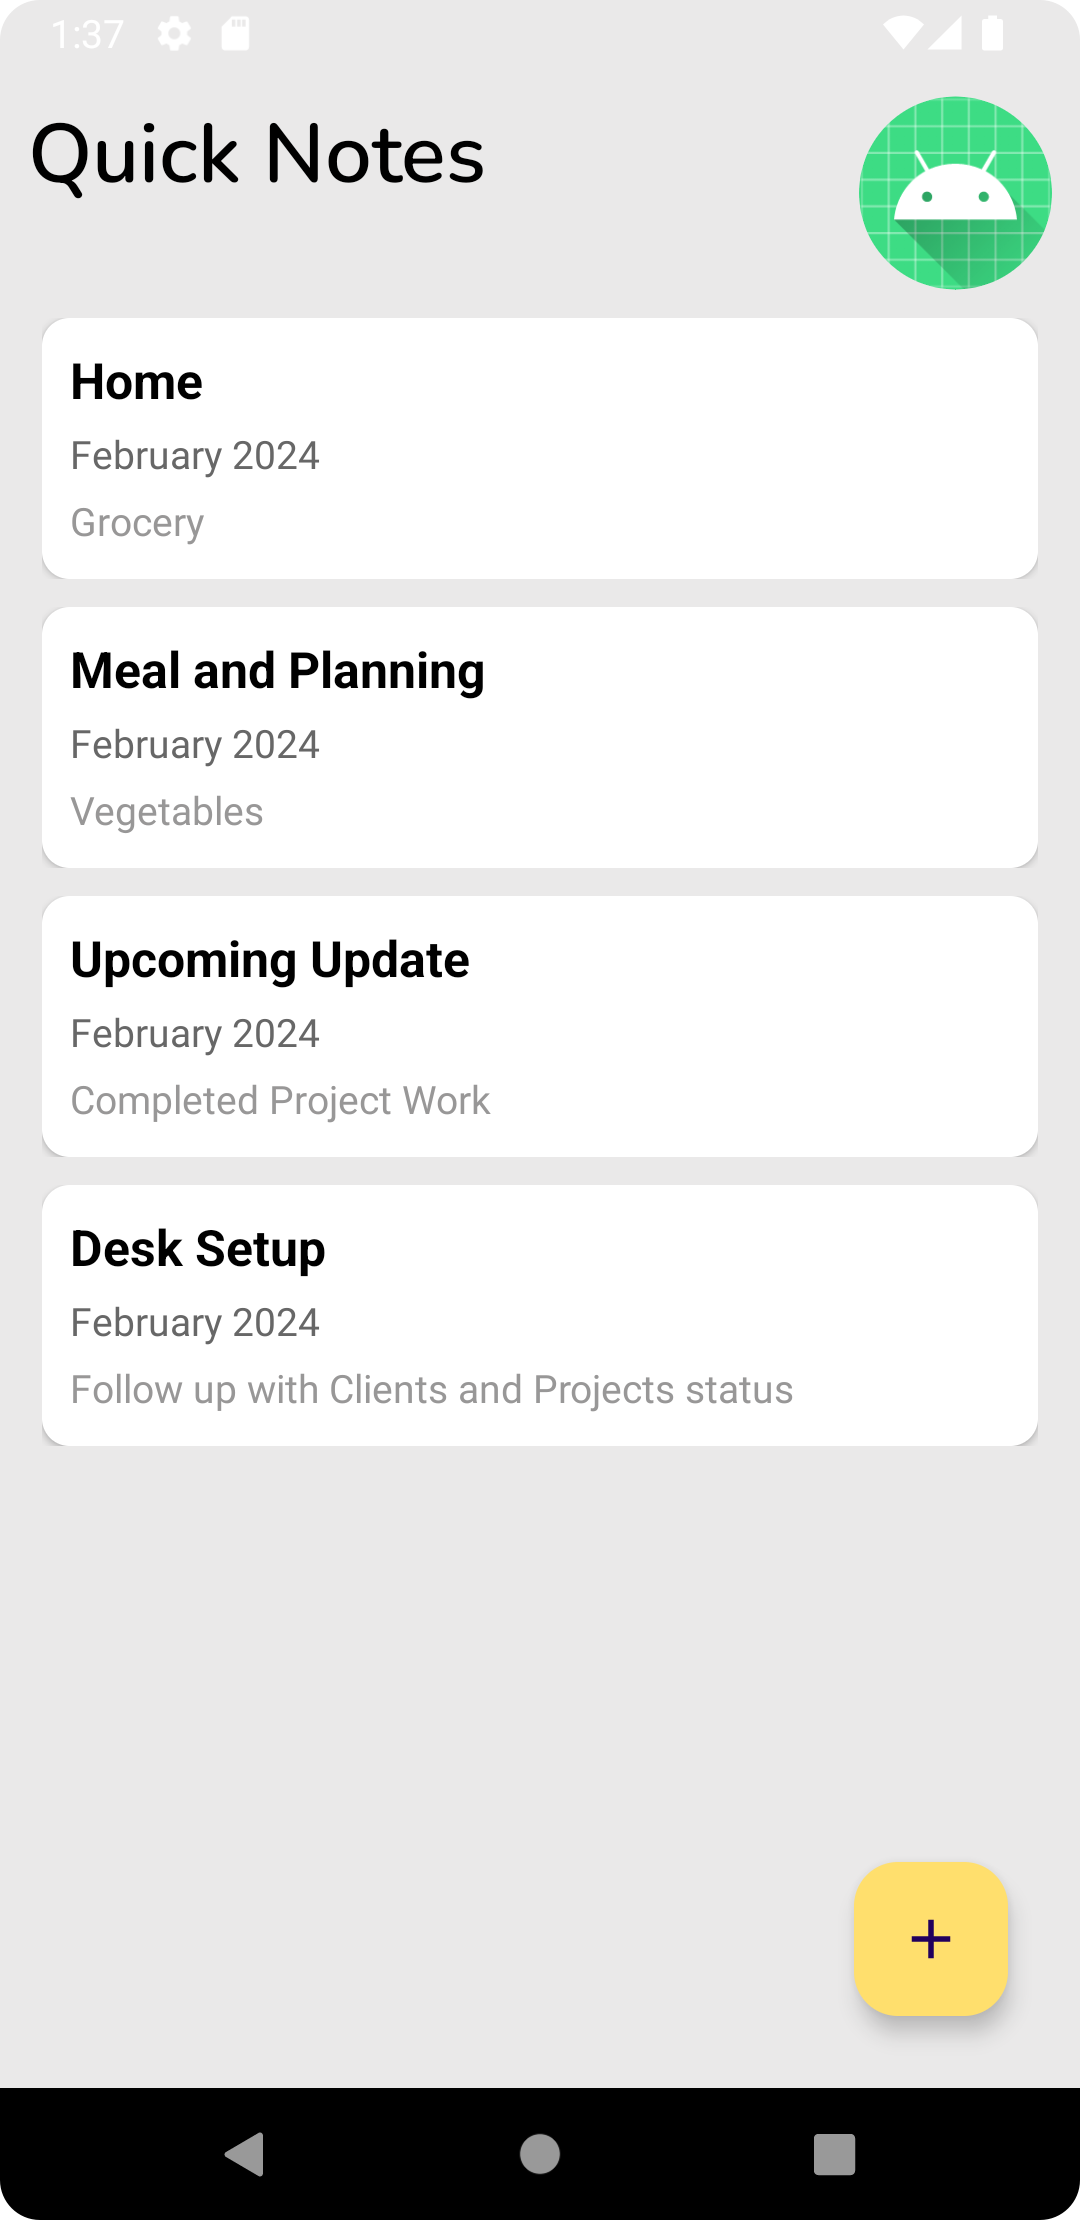 1:37
Quick Notes
Home
February 2024
Grocery
Meal and Planning
February 2024
Vegetables
Upcoming Update
February 2024
Completed Project Work
Desk Setup
February 2024
Follow up with Clients and Projects status